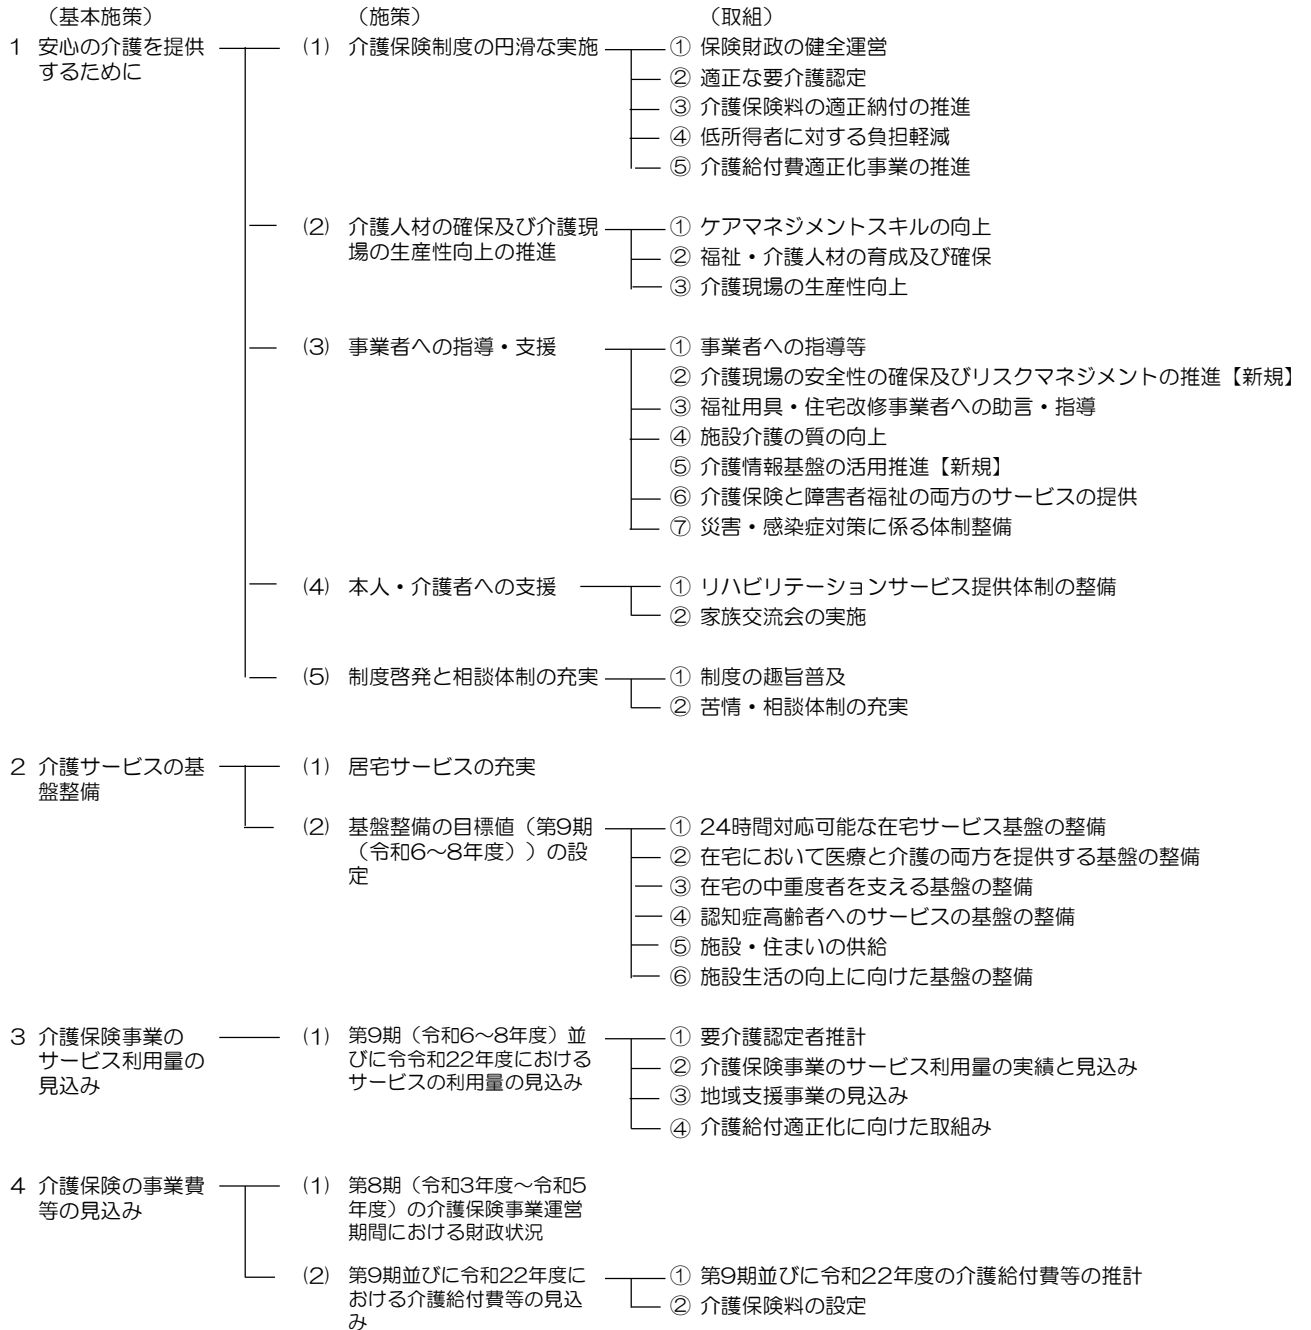 （基本施策） （施策） （取組）
1 安心の介護を提供するために (1) 介護保険制度の円滑な実施 ① 保険財政の健全運営
② 適正な要介護認定
③ 介護保険料の適正納付の推進
④ 低所得者に対する負担軽減
⑤ 介護給付費適正化事業の推進
(2) 介護人材の確保及び介護現
場の生産性向上の推進
① ケアマネジメントスキルの向上
② 福祉・介護人材の育成及び確保
③ 介護現場の生産性向上
(3) 事業者への指導・支援
① 事業者への指導等
② 介護現場の安全性の確保及びリスクマネジメントの推進【新規】
③ 福祉用具・住宅改修事業者への助言・指導
④ 施設介護の質の向上
⑤ 介護情報基盤の活用推進【新規】
⑥ 介護保険と障害者福祉の両方のサービスの提供
⑦ 災害・感染症対策に係る体制整備
(4) 本人・介護者への支援
① リハビリテーションサービス提供体制の整備
② 家族交流会の実施
(5) 制度啓発と相談体制の充実
① 制度の趣旨普及
② 苦情・相談体制の充実
2 介護サービスの基
盤整備
(1) 居宅サービスの充実
(2) 基盤整備の目標値（第9期
（令和6～8年度））の設
定
① 24時間対応可能な在宅サービス基盤の整備
② 在宅において医療と介護の両方を提供する基盤の整備
③ 在宅の中重度者を支える基盤の整備
④ 認知症高齢者へのサービスの基盤の整備
⑤ 施設・住まいの供給
⑥ 施設生活の向上に向けた基盤の整備
3 介護保険事業の
サービス利用量の
見込み
(1) 第9期（令和6～8年度）並
びに令令和22年度における
サービスの利用量の見込み
① 要介護認定者推計
② 介護保険事業のサービス利用量の実績と見込み
③ 地域支援事業の見込み
④ 介護給付適正化に向けた取組み
4 介護保険の事業費
等の見込み
(1) 第8期（令和3年度～令和5
年度）の介護保険事業運営
期間における財政状況
(2) 第9期並びに令和22年度に
おける介護給付費等の見込
み
① 第9期並びに令和22年度の介護給付費等の推計
② 介護保険料の設定